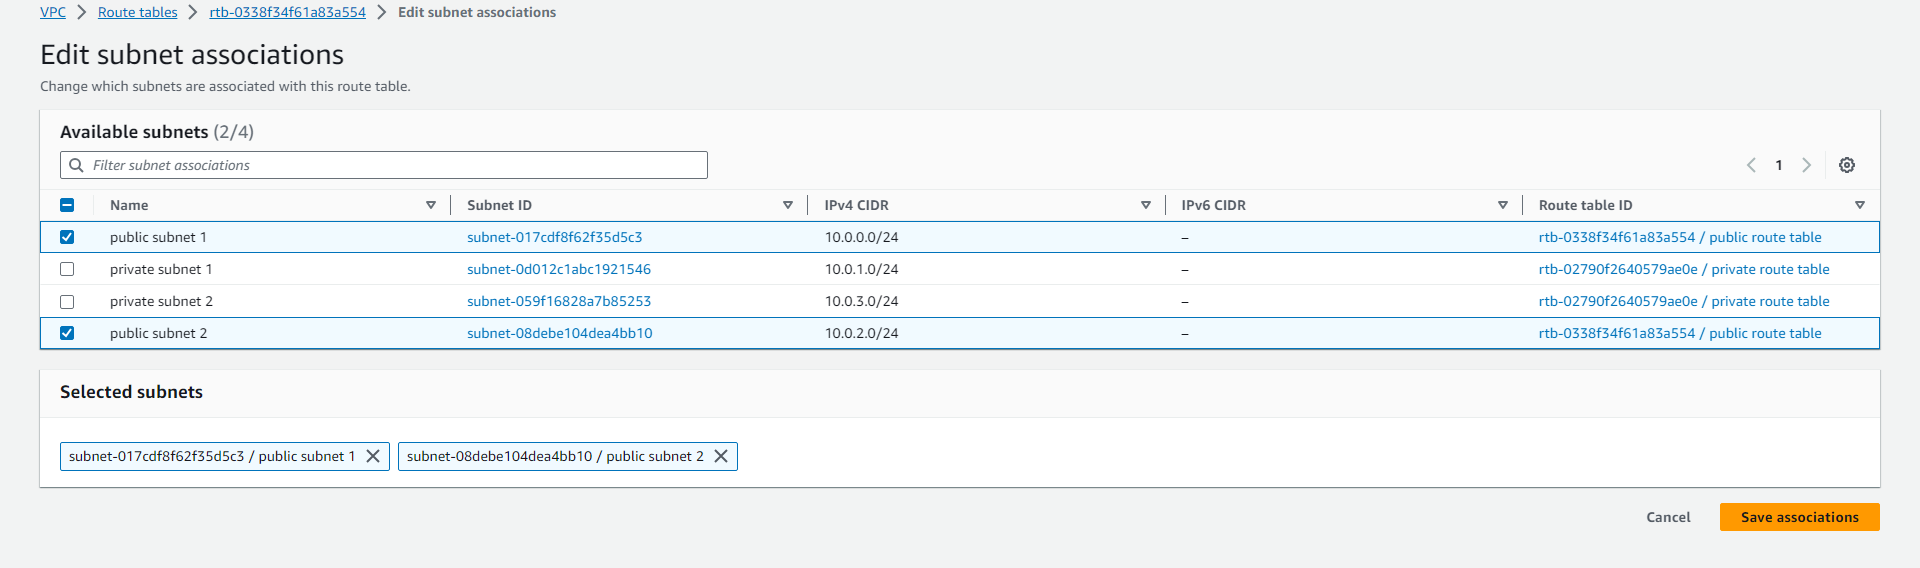 VPC > Route tables > rtb-0338f34f61a83a554 > Edit subnet associations
Edit subnet associations
Change which subnets are associated with this route table.
Available subnets (2/4)
Filter subnet associations
1
Name Subnet ID IPv4 CIDR IPv6 CIDR Route table ID
public subnet 1 subnet-017cdf8f62f35d5c3 10.0.0.0/24 – rtb-0338f34f61a83a554 / public route table
private subnet 1 subnet-0d012c1abc1921546 10.0.1.0/24 – rtb-02790f2640579ae0e / private route table
private subnet 2 subnet-059f16828a7b85253 10.0.3.0/24 – rtb-02790f2640579ae0e / private route table
public subnet 2 subnet-08debe104dea4bb10 10.0.2.0/24 – rtb-0338f34f61a83a554 / public route table
Selected subnets
subnet-017cdf8f62f35d5c3 / public subnet 1 subnet-08debe104dea4bb10 / public subnet 2
Cancel Save associations